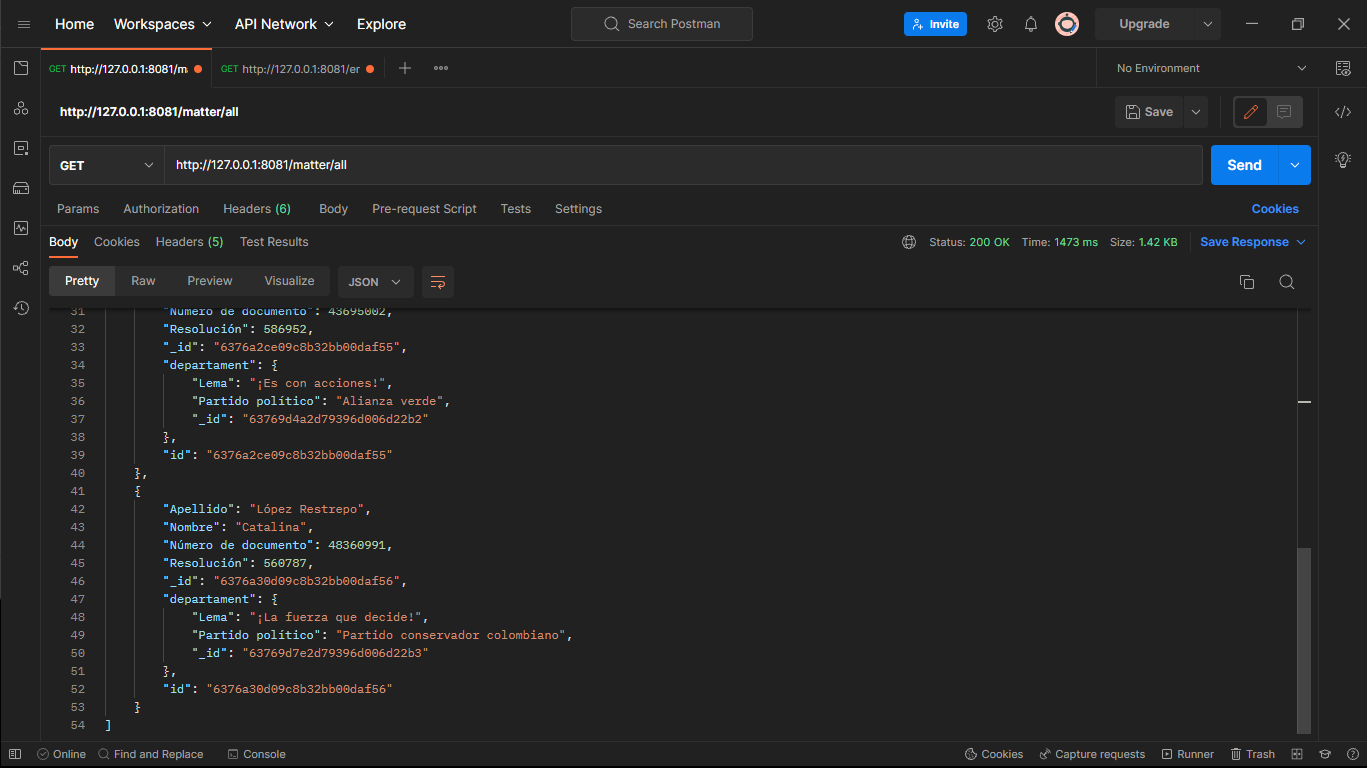 Home Workspaces API Network Explore Search Postman Invite Upgrade
GET http://127.0.0.1:8081/m GET http://127.0.0.1:8081/er No Environment
http://127.0.0.1:8081/matter/all Save
GET http://127.0.0.1:8081/matter/all Send
Params Authorization Headers (6) Body Pre-request Script Tests Settings Cookies
Body Cookies Headers (5) Test Results Status: 200 OK Time: 1473 ms Size: 1.42 KB Save Response
Pretty Raw Preview Visualize JSON
31 "Número de documento": 43695002,
32 "Resolución": 586952,
33 "_id": "6376a2ce09c8b32bb00daf55",
34 "departament": {
35 "Lema": "¡Es con acciones!",
36 "Partido político": "Alianza verde",
37 "_id": "63769d4a2d79396d006d22b2"
38 },
39 "id": "6376a2ce09c8b32bb00daf55"
40 },
41 {
42 "Apellido": "López Restrepo",
43 "Nombre": "Catalina",
44 "Número de documento": 48360991,
45 "Resolución": 560787,
46 "_id": "6376a30d09c8b32bb00daf56",
47 "departament": {
48 "Lema": "¡La fuerza que decide!",
49 "Partido político": "Partido conservador colombiano",
50 "_id": "63769d7e2d79396d006d22b3"
51 },
52 "id": "6376a30d09c8b32bb00daf56"
53 }
54 ]
Online Find and Replace Console Cookies Capture requests Runner Trash